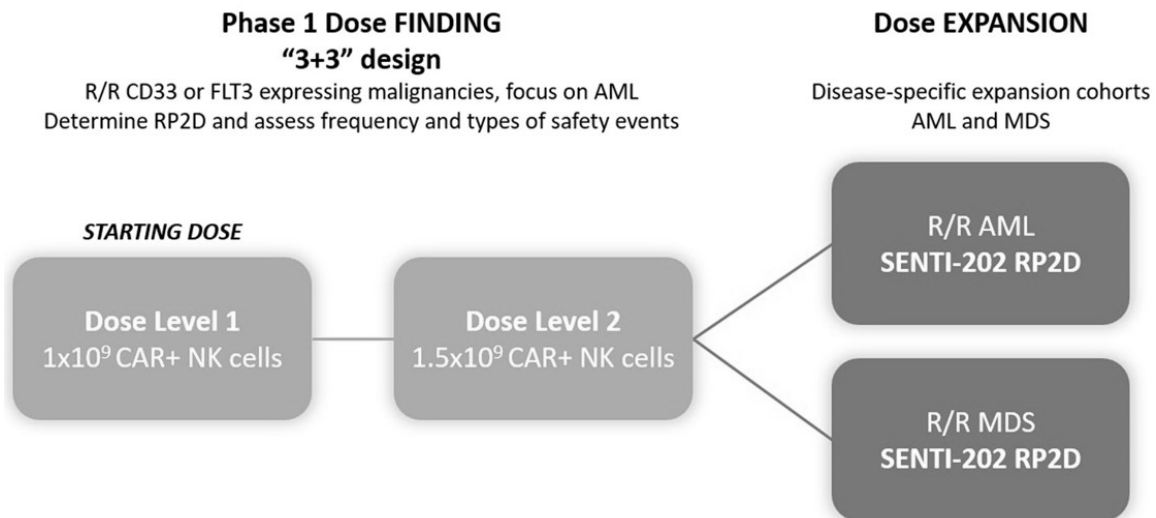 Phase 1 Dose FINDING
“3+3” design
R/R CD33 or FLT3 expressing malignancies, focus on AML
Determine RP2D and assess frequency and types of safety events
STARTING DOSE
Dose Level 1
1x10⁹ CAR+ NK cells
Dose Level 2
1.5x10⁹ CAR+ NK cells
Dose EXPANSION
Disease-specific expansion cohorts
AML and MDS
R/R AML
SENTI-202 RP2D
R/R MDS
SENTI-202 RP2D